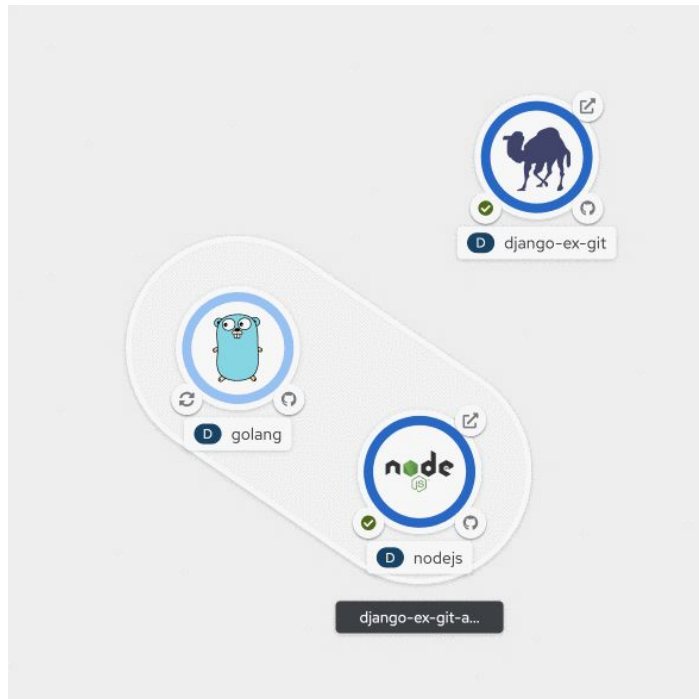 D django-ex-git
D golang
node
JS
D nodejs
django-ex-git-a...